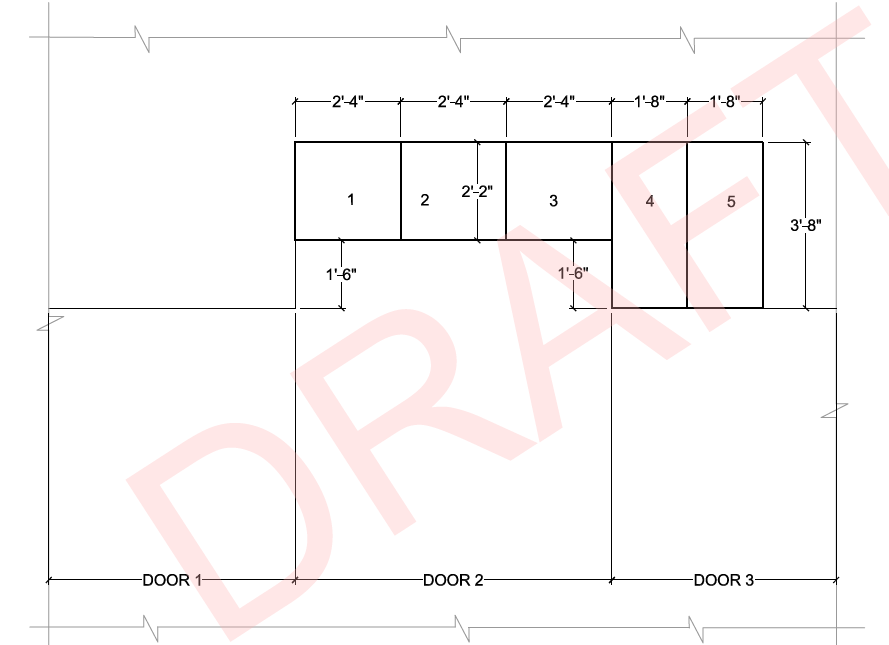 2'-4" 2'-4" 2'-4" 1'-8" 1'-8"
1 2 2'-2" 3 4 5
3'-8"
1'-6" 1'-6"
DOOR 1 DOOR 2 DOOR 3
DRAFT